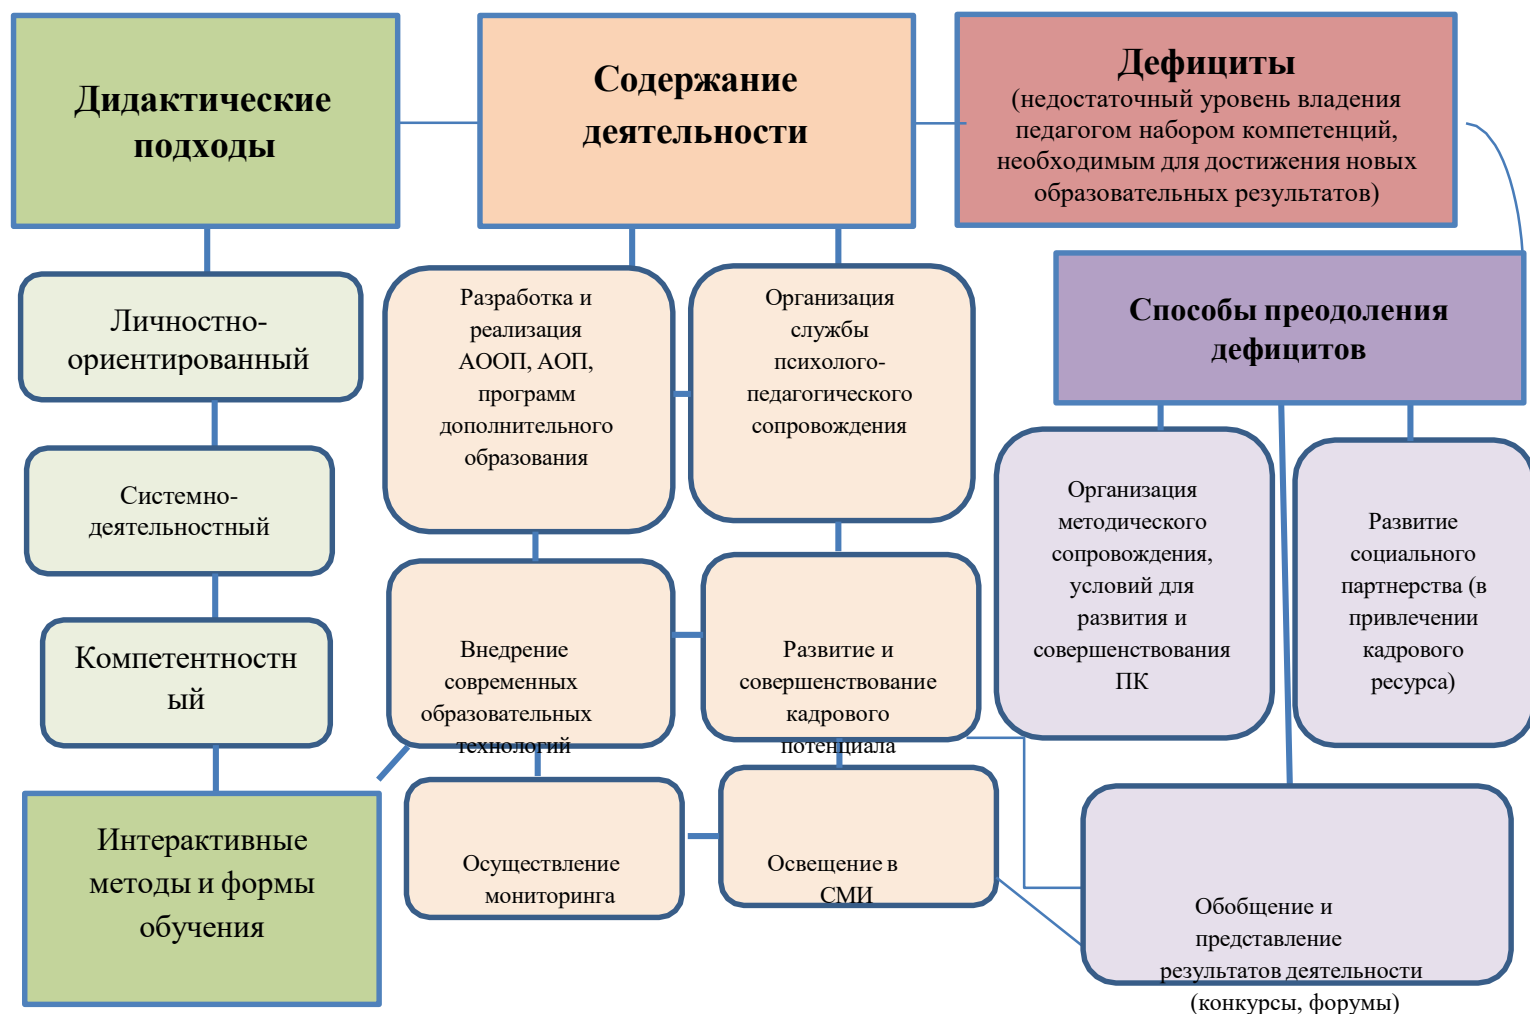 Дидактические
подходы
Содержание
деятельности
Дефициты
(недостаточный уровень владения
педагогом набором компетенций,
необходимым для достижения новых
образовательных результатов)
Личностно-
ориентированный
Системно-
деятельностный
Компетентностн
ый
Интерактивные
методы и формы
обучения
Разработка и
реализация
АООП, АОП,
программ
дополнительного
образования
Организация
службы
психолого-
педагогического
сопровождения
Внедрение
современных
образовательных
технологий
Развитие и
совершенствование
кадрового
потенциала
Осуществление
мониторинга
Освещение в
СМИ
Способы преодоления
дефицитов
Организация
методического
сопровождения,
условий для
развития и
совершенствования
ПК
Развитие
социального
партнерства (в
привлечении
кадрового
ресурса)
Обобщение и
представление
результатов деятельности
(конкурсы, форумы)